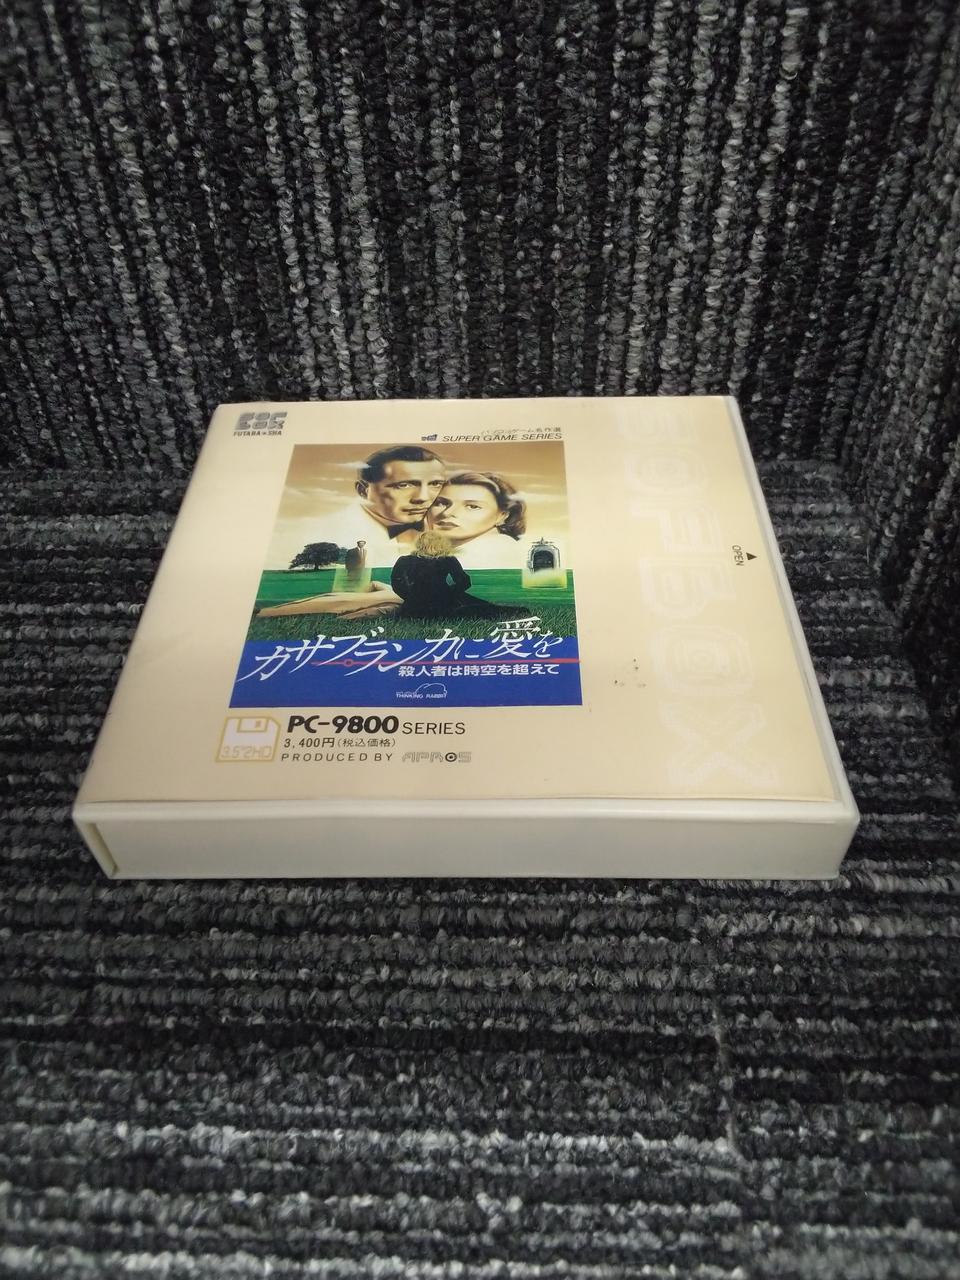 SOFBOX
FUTABA★SHA
パソコンゲーム名作選
SUPER GAME SERIES
OPEN
SOFBOX
カサブランカに愛を
殺人者は時空を超えて
THINKING RABBIT
3.5"2HD
PC-9800 SERIES
3,400円(税込価格)
PRODUCED BY APROS